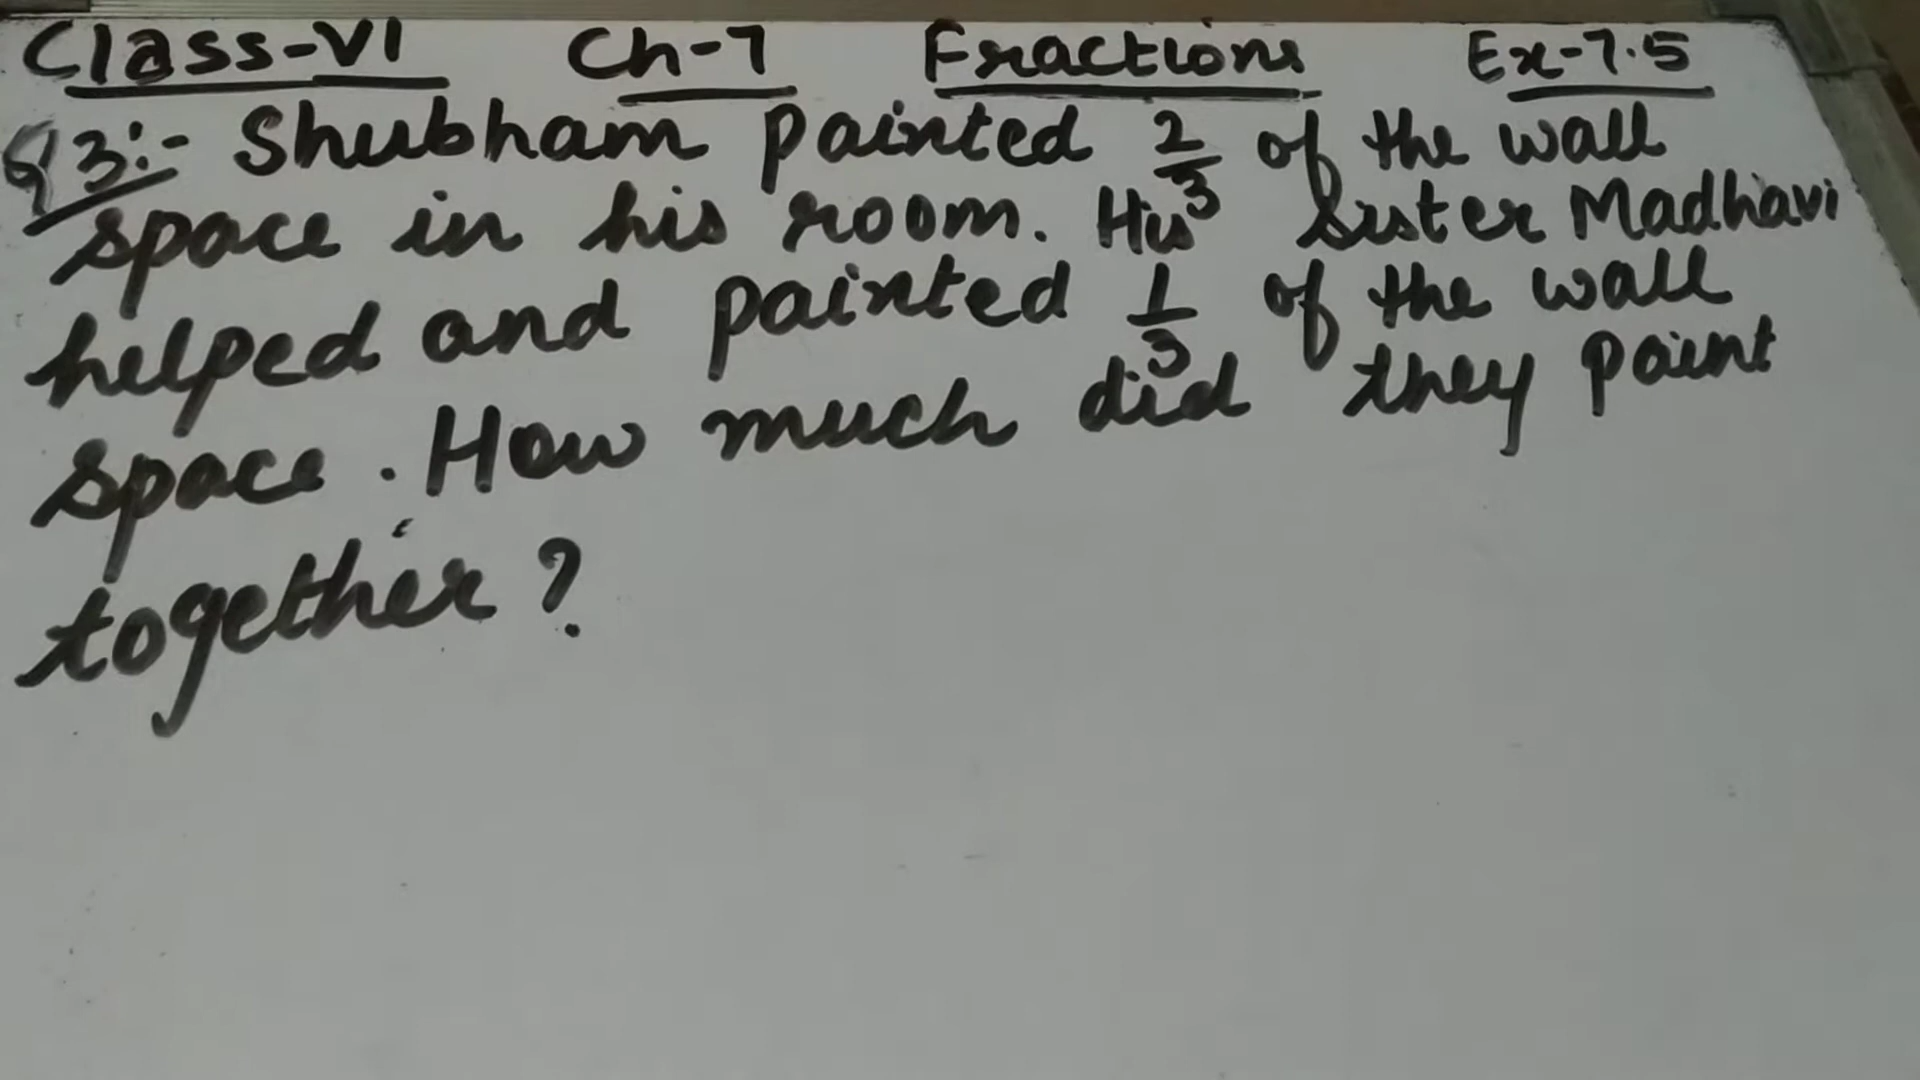 Class-VI Ch-7 Fractions Ex-7.5
Q3:- Shubham painted 2/3 of the wall
space in his room. His sister Madhavi
helped and painted 1/3 of the wall
space. How much did they paint
together?